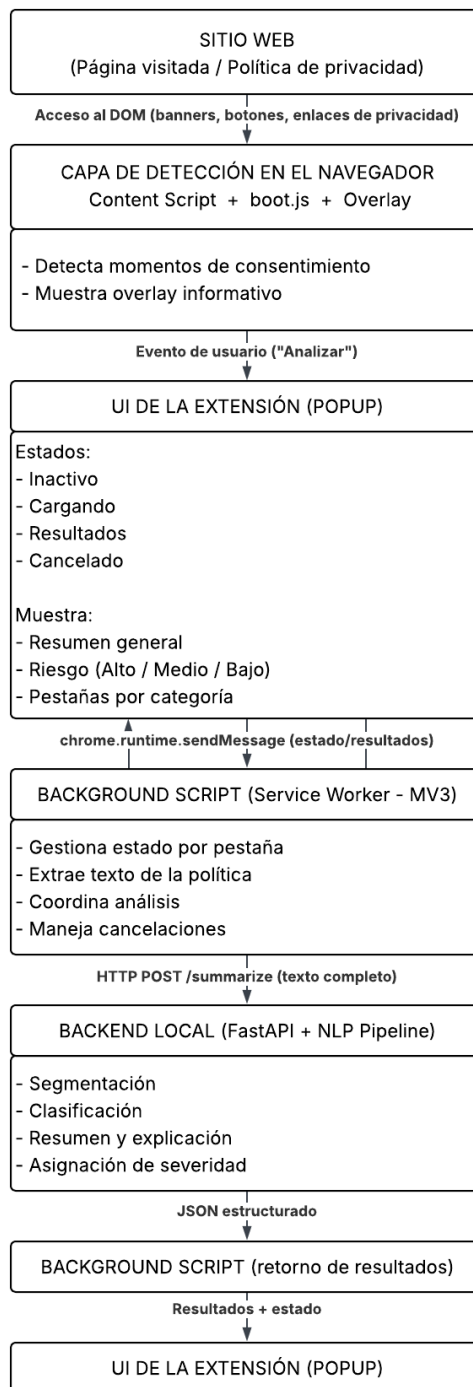 SITIO WEB
(Página visitada / Política de privacidad)
Acceso al DOM (banners, botones, enlaces de privacidad)
CAPA DE DETECCIÓN EN EL NAVEGADOR
Content Script + boot.js + Overlay
- Detecta momentos de consentimiento
- Muestra overlay informativo
Evento de usuario ("Analizar")
UI DE LA EXTENSIÓN (POPUP)
Estados:
- Inactivo
- Cargando
- Resultados
- Cancelado
Muestra:
- Resumen general
- Riesgo (Alto / Medio / Bajo)
- Pestañas por categoría
chrome.runtime.sendMessage (estado/resultados)
BACKGROUND SCRIPT (Service Worker - MV3)
- Gestiona estado por pestaña
- Extrae texto de la política
- Coordina análisis
- Maneja cancelaciones
HTTP POST /summarize (texto completo)
BACKEND LOCAL (FastAPI + NLP Pipeline)
- Segmentación
- Clasificación
- Resumen y explicación
- Asignación de severidad
JSON estructurado
BACKGROUND SCRIPT (retorno de resultados)
Resultados + estado
UI DE LA EXTENSIÓN (POPUP)